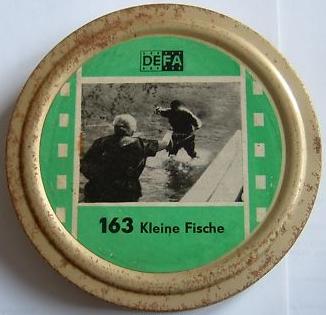 DEFA
163 Kleine Fische